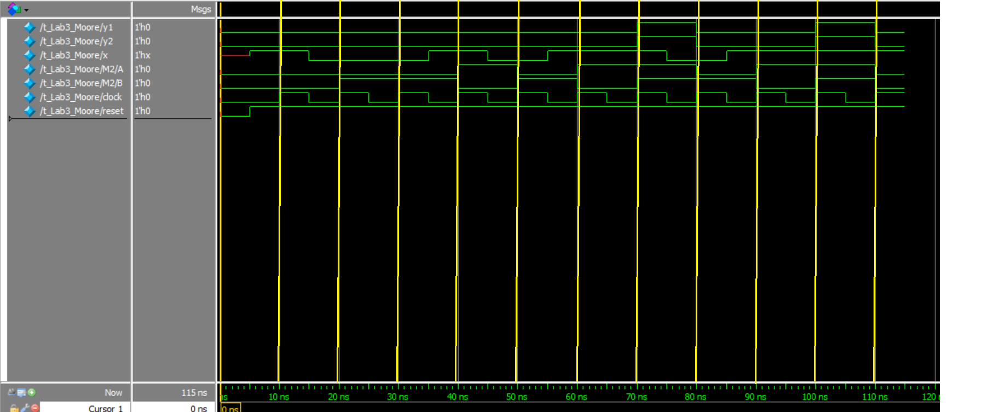 Msgs
/t_Lab3_Moore/y1 1'h0
/t_Lab3_Moore/y2 1'h0
/t_Lab3_Moore/x 1'hx
/t_Lab3_Moore/M2/A 1'h0
/t_Lab3_Moore/M2/B 1'h0
/t_Lab3_Moore/clock 1'h0
/t_Lab3_Moore/reset 1'h0
Now 115 ns ns 10 ns 20 ns 30 ns 40 ns 50 ns 60 ns 70 ns 80 ns 90 ns 100 ns 110 ns 120
Cursor 1 0 ns 0 ns